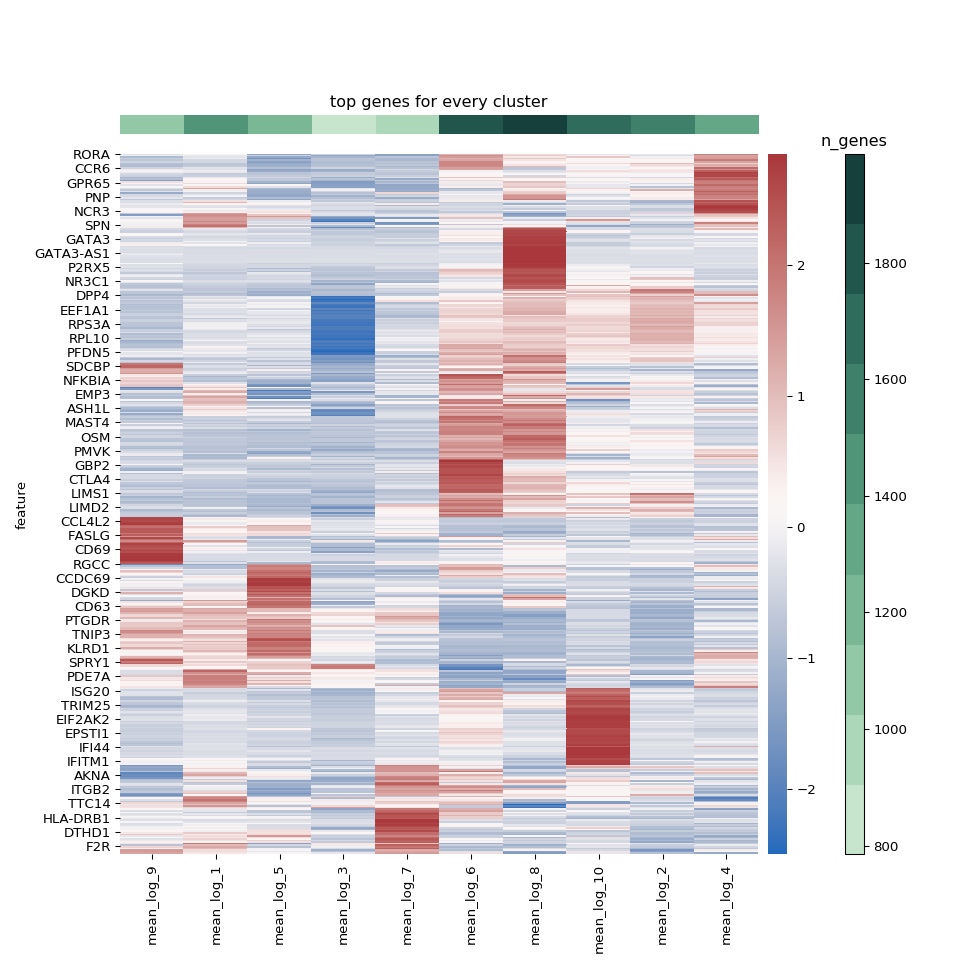 top genes for every cluster
n_genes
RORA
CCR6
GPR65
PNP
NCR3
SPN
GATA3
GATA3-AS1
P2RX5
NR3C1
DPP4
EEF1A1
RPS3A
RPL10
PFDN5
SDCBP
NFKBIA
EMP3
ASH1L
MAST4
OSM
PMVK
GBP2
CTLA4
LIMS1
LIMD2
CCL4L2
FASLG
CD69
RGCC
CCDC69
DGKD
CD63
PTGDR
TNIP3
KLRD1
SPRY1
PDE7A
ISG20
TRIM25
EIF2AK2
EPSTI1
IFI44
IFITM1
AKNA
ITGB2
TTC14
HLA-DRB1
DTHD1
F2R
feature
mean_log_9
mean_log_1
mean_log_5
mean_log_3
mean_log_7
mean_log_6
mean_log_8
mean_log_10
mean_log_2
mean_log_4
2
1
0
−1
−2
1800
1600
1400
1200
1000
800